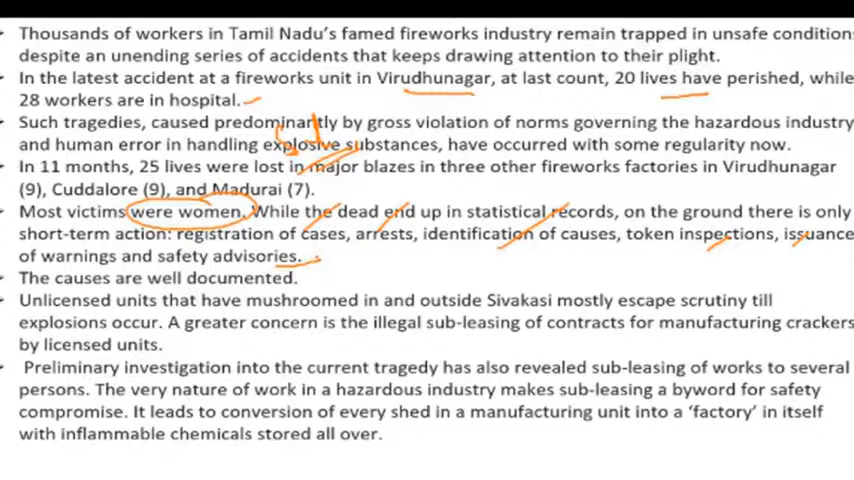 Thousands of workers in Tamil Nadu's famed fireworks industry remain trapped in unsafe condition
despite an unending series of accidents that keeps drawing attention to their plight.
In the latest accident at a fireworks unit in Virudhunagar, at last count, 20 lives have perished, while
28 workers are in hospital.
Such tragedies, caused predominantly by gross violation of norms governing the hazardous industry
and human error in handling explosive substances, have occurred with some regularity now.
In 11 months, 25 lives were lost in major blazes in three other fireworks factories in Virudhunagar
(9), Cuddalore (9), and Madurai (7).
Most victims were women. While the dead end up in statistical records, on the ground there is only
short-term action: registration of cases, arrests, identification of causes, token inspections, issuance
of warnings and safety advisories.
The causes are well documented.
Unlicensed units that have mushroomed in and outside Sivakasi mostly escape scrutiny till
explosions occur. A greater concern is the illegal sub-leasing of contracts for manufacturing crackers
by licensed units.
Preliminary investigation into the current tragedy has also revealed sub-leasing of works to several
persons. The very nature of work in a hazardous industry makes sub-leasing a byword for safety
compromise. It leads to conversion of every shed in a manufacturing unit into a 'factory' in itself
with inflammable chemicals stored all over.